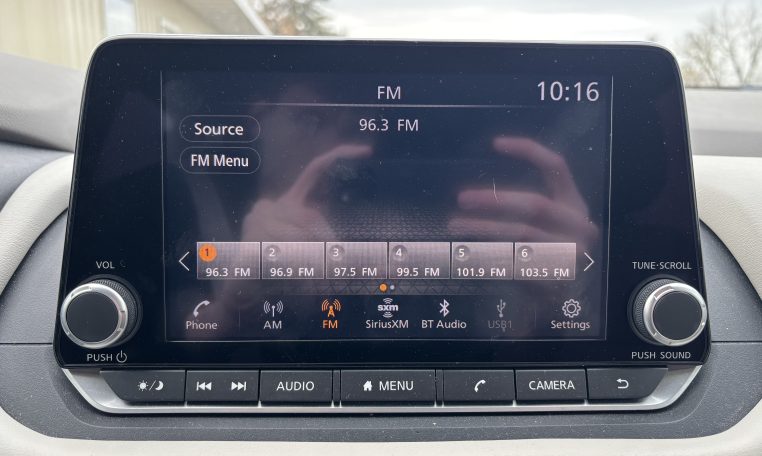 FM
10:16
96.3 FM
Source
FM Menu
1 2 3 4 5 6
96.3 FM 96.9 FM 97.5 FM 99.5 FM 101.9 FM 103.5 FM
VOL
TUNE·SCROLL
sxm
Phone AM FM SiriusXM BT Audio USB1 Settings
PUSH
PUSH SOUND
AUDIO MENU CAMERA